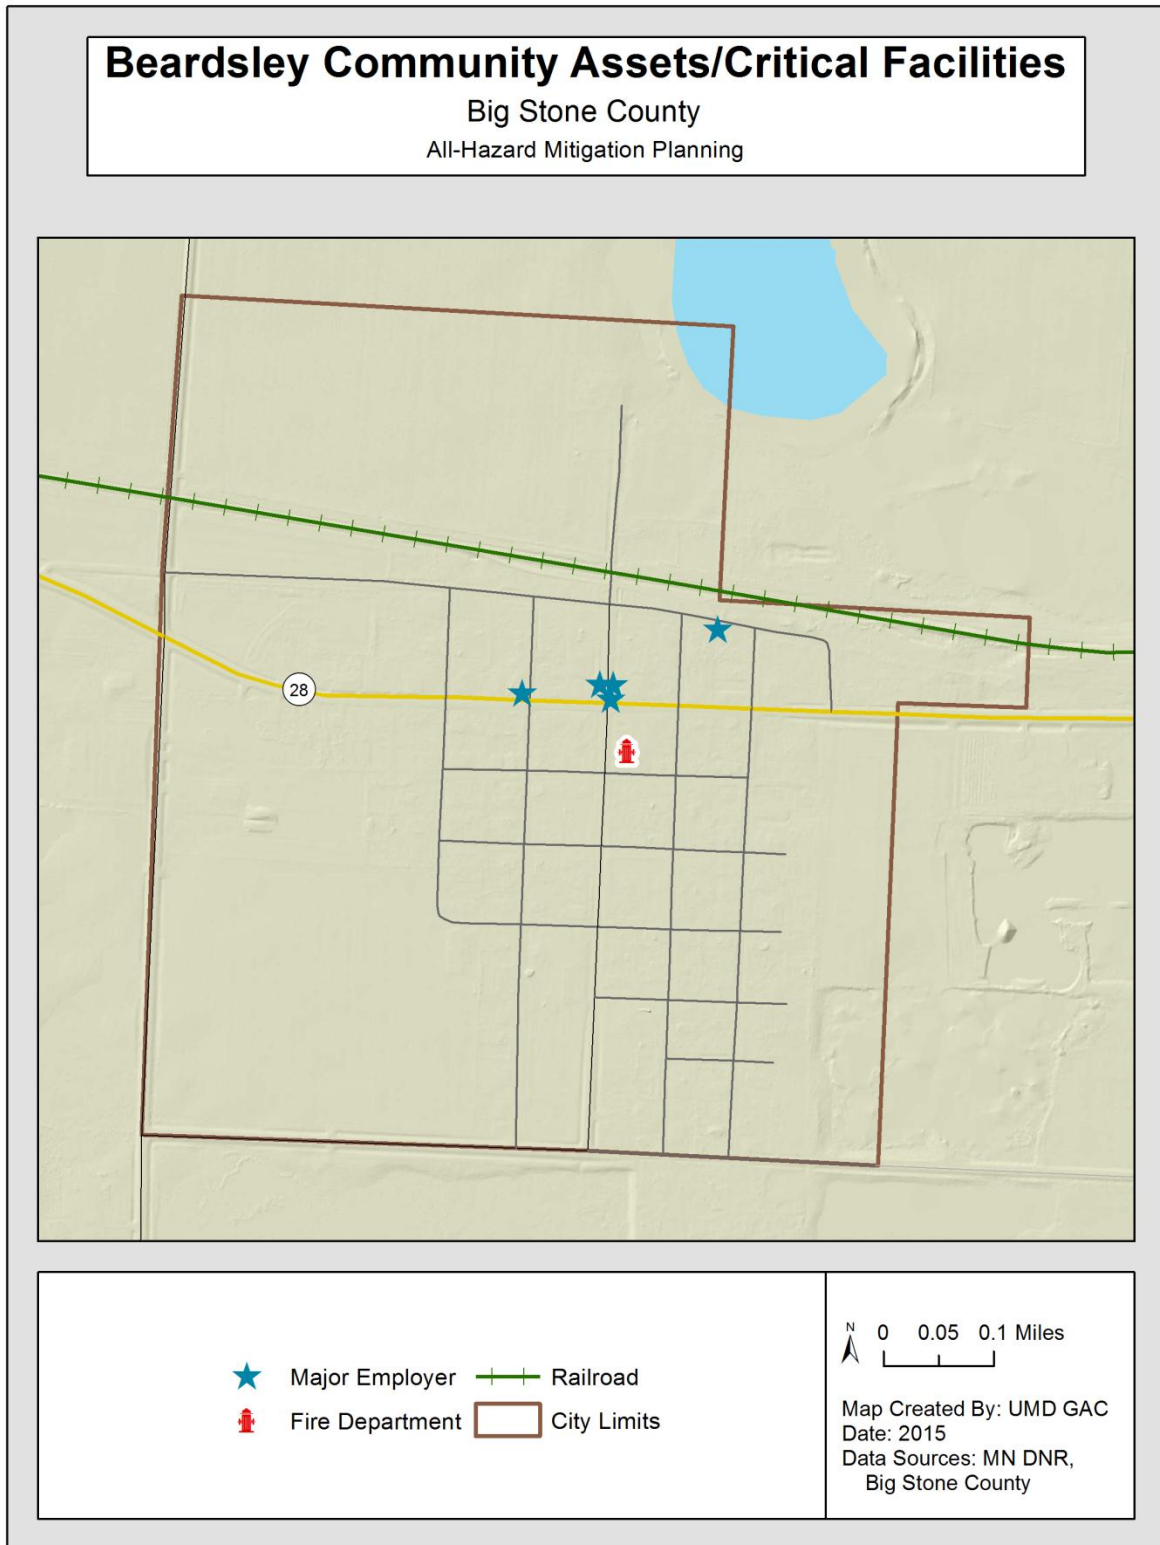 Beardsley Community Assets/Critical Facilities
Big Stone County
All-Hazard Mitigation Planning
28
Major Employer
Railroad
Fire Department
City Limits
N
0 0.05 0.1 Miles
Map Created By: UMD GAC
Date: 2015
Data Sources: MN DNR,
Big Stone County